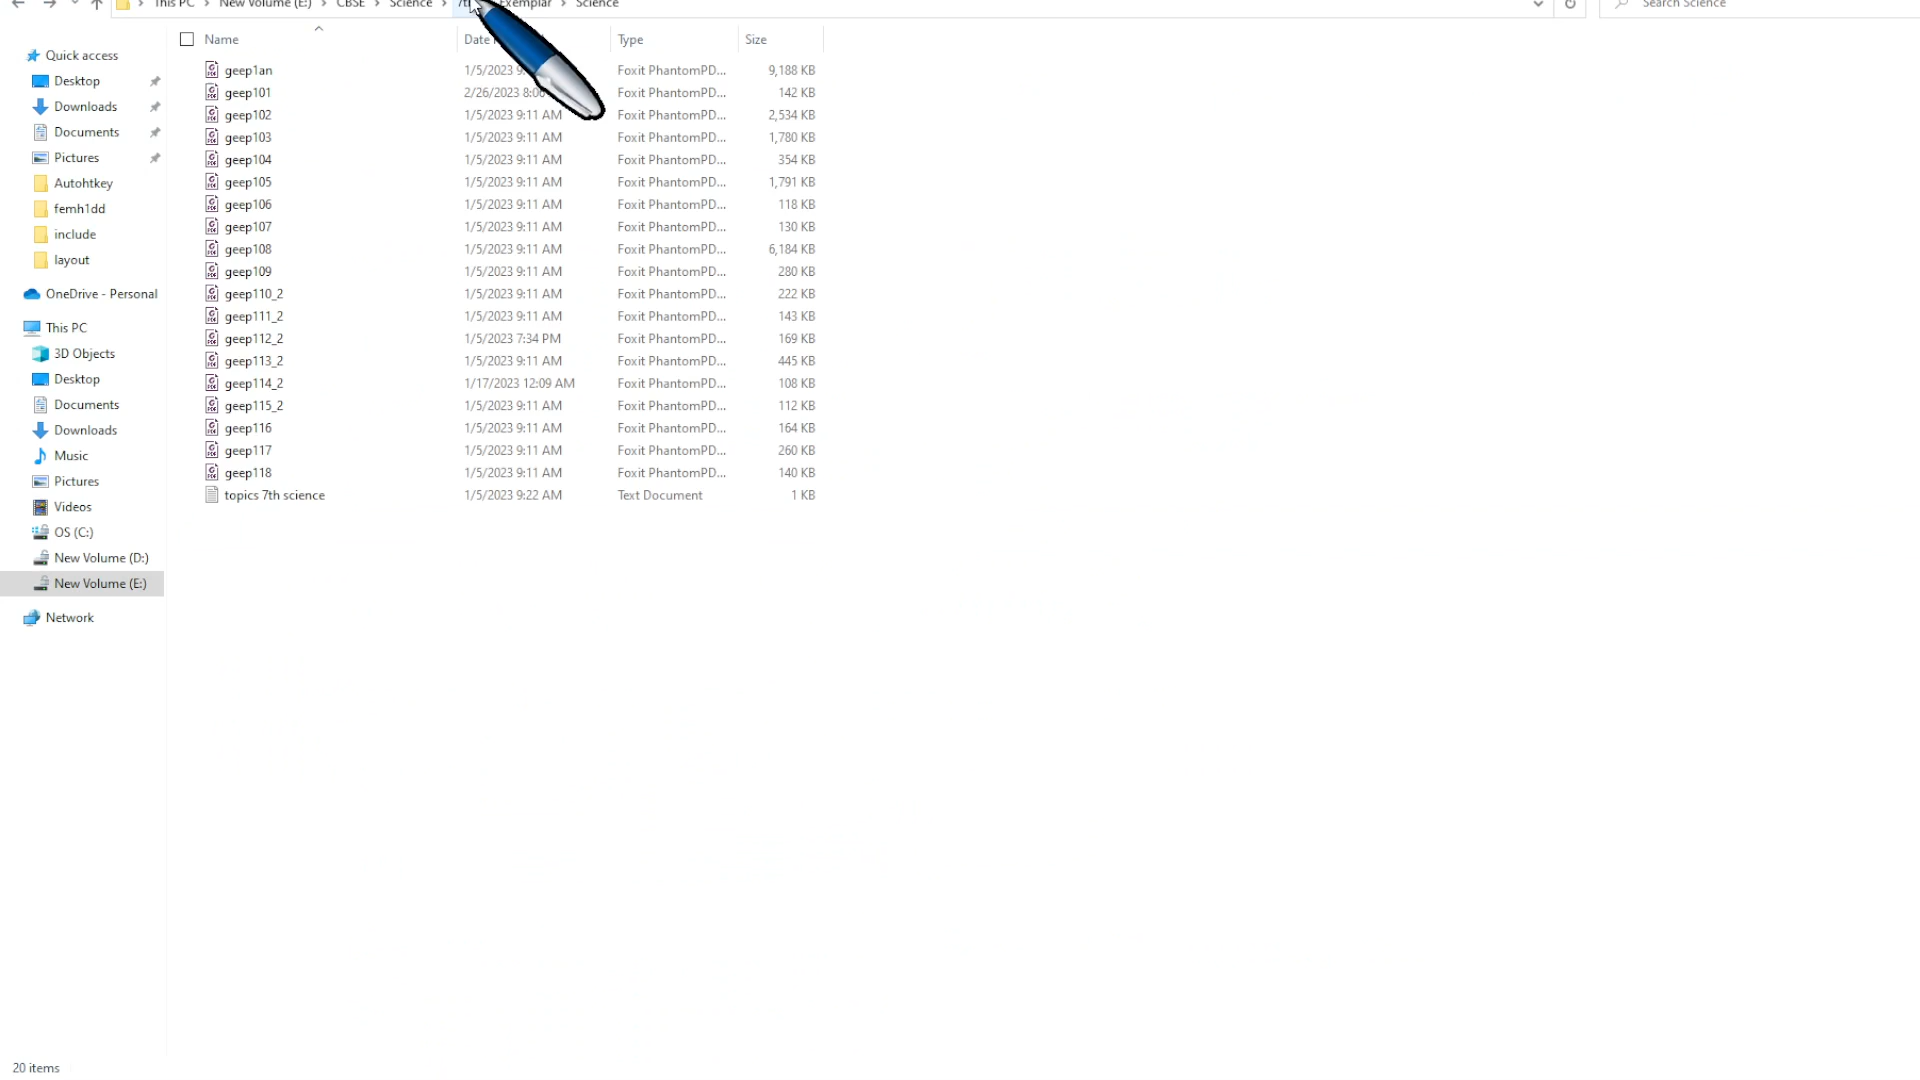 This PC > New Volume (E:) > CBSE > Science > Exemplar > Science
Search Science
Name
Date
Type
Size
Quick access
Desktop
Downloads
Documents
Pictures
Autohtkey
femh1dd
include
layout
OneDrive - Personal
This PC
3D Objects
Desktop
Documents
Downloads
Music
Pictures
Videos
OS (C:)
New Volume (D:)
New Volume (E:)
Network
geep1an 1/5/2023 9: Foxit PhantomPD... 9,188 KB
geep101 2/26/2023 8:00 Foxit PhantomPD... 142 KB
geep102 1/5/2023 9:11 AM Foxit PhantomPD... 2,534 KB
geep103 1/5/2023 9:11 AM Foxit PhantomPD... 1,780 KB
geep104 1/5/2023 9:11 AM Foxit PhantomPD... 354 KB
geep105 1/5/2023 9:11 AM Foxit PhantomPD... 1,791 KB
geep106 1/5/2023 9:11 AM Foxit PhantomPD... 118 KB
geep107 1/5/2023 9:11 AM Foxit PhantomPD... 130 KB
geep108 1/5/2023 9:11 AM Foxit PhantomPD... 6,184 KB
geep109 1/5/2023 9:11 AM Foxit PhantomPD... 280 KB
geep110_2 1/5/2023 9:11 AM Foxit PhantomPD... 222 KB
geep111_2 1/5/2023 9:11 AM Foxit PhantomPD... 143 KB
geep112_2 1/5/2023 7:34 PM Foxit PhantomPD... 169 KB
geep113_2 1/5/2023 9:11 AM Foxit PhantomPD... 445 KB
geep114_2 1/17/2023 12:09 AM Foxit PhantomPD... 108 KB
geep115_2 1/5/2023 9:11 AM Foxit PhantomPD... 112 KB
geep116 1/5/2023 9:11 AM Foxit PhantomPD... 164 KB
geep117 1/5/2023 9:11 AM Foxit PhantomPD... 260 KB
geep118 1/5/2023 9:11 AM Foxit PhantomPD... 140 KB
topics 7th science 1/5/2023 9:22 AM Text Document 1 KB
20 items